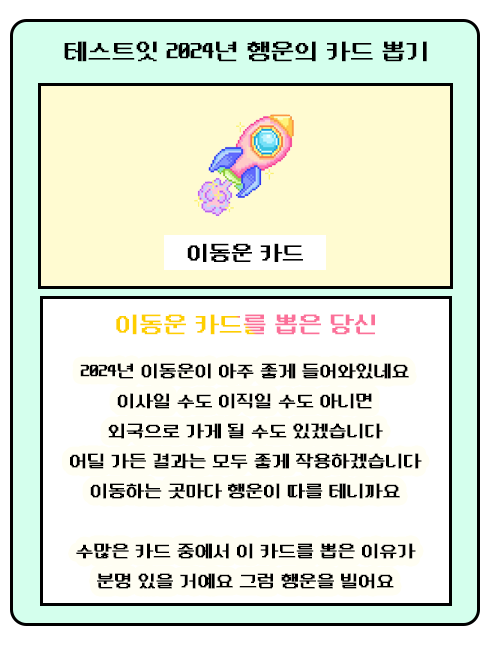 테스트잇 2024년 행운의 카드 뽑기
이동운 카드
이동운 카드를 뽑은 당신
2024년 이동운이 아주 좋게 들어와있네요
이사일 수도 이직일 수도 아니면
외국으로 가게 될 수도 있겠습니다
어딜 가든 결과는 모두 좋게 작용하겠습니다
이동하는 곳마다 행운이 따를 테니까요
수많은 카드 중에서 이 카드를 뽑은 이유가
분명 있을 거예요 그럼 행운을 빌어요